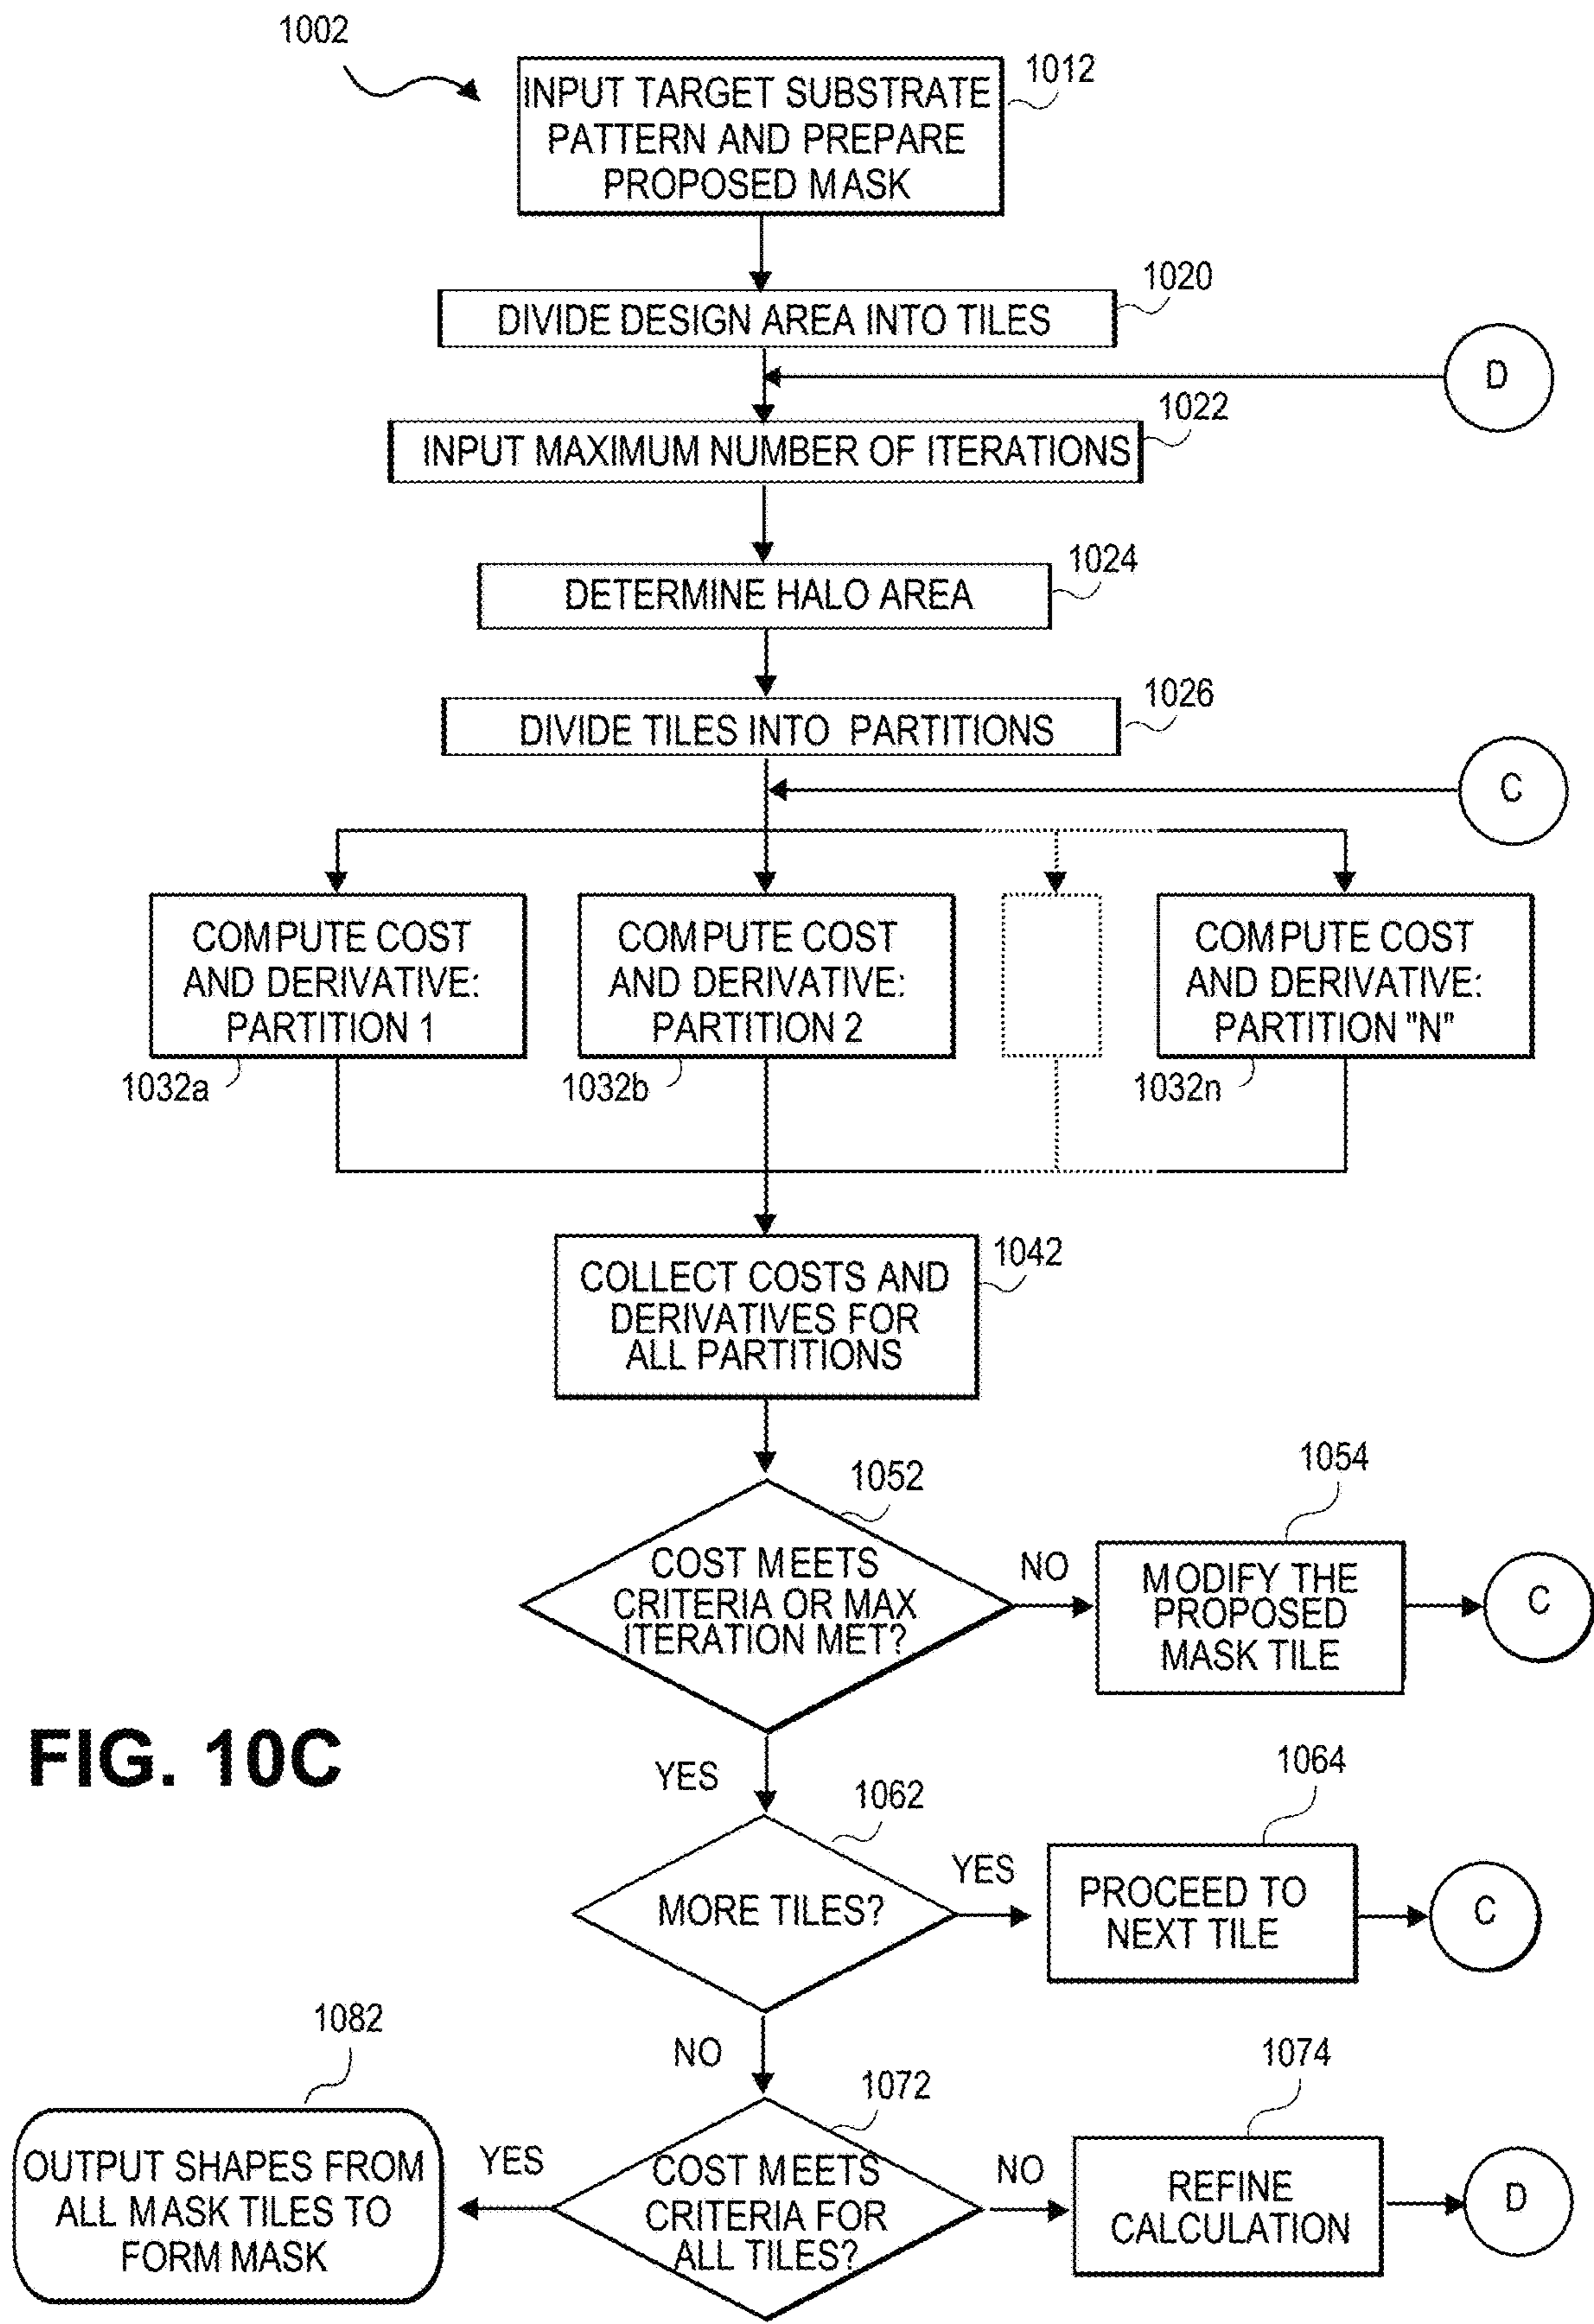 1002
1012
INPUT TARGET SUBSTRATE
PATTERN AND PREPARE
PROPOSED MASK
1020
DIVIDE DESIGN AREA INTO TILES
D
1022
INPUT MAXIMUM NUMBER OF ITERATIONS
1024
DETERMINE HALO AREA
1026
DIVIDE TILES INTO PARTITIONS
C
COMPUTE COST
AND DERIVATIVE:
PARTITION 1
1032a
COMPUTE COST
AND DERIVATIVE:
PARTITION 2
1032b
COMPUTE COST
AND DERIVATIVE:
PARTITION "N"
1032n
1042
COLLECT COSTS AND
DERIVATIVES FOR
ALL PARTITIONS
1052
COST MEETS
CRITERIA OR MAX
ITERATION MET?
NO
1054
MODIFY THE
PROPOSED
MASK TILE
C
FIG. 10C
YES
1062
MORE TILES?
YES
1064
PROCEED TO
NEXT TILE
C
NO
1072
COST MEETS
CRITERIA FOR
ALL TILES?
YES
1082
OUTPUT SHAPES FROM
ALL MASK TILES TO
FORM MASK
NO
1074
REFINE
CALCULATION
D